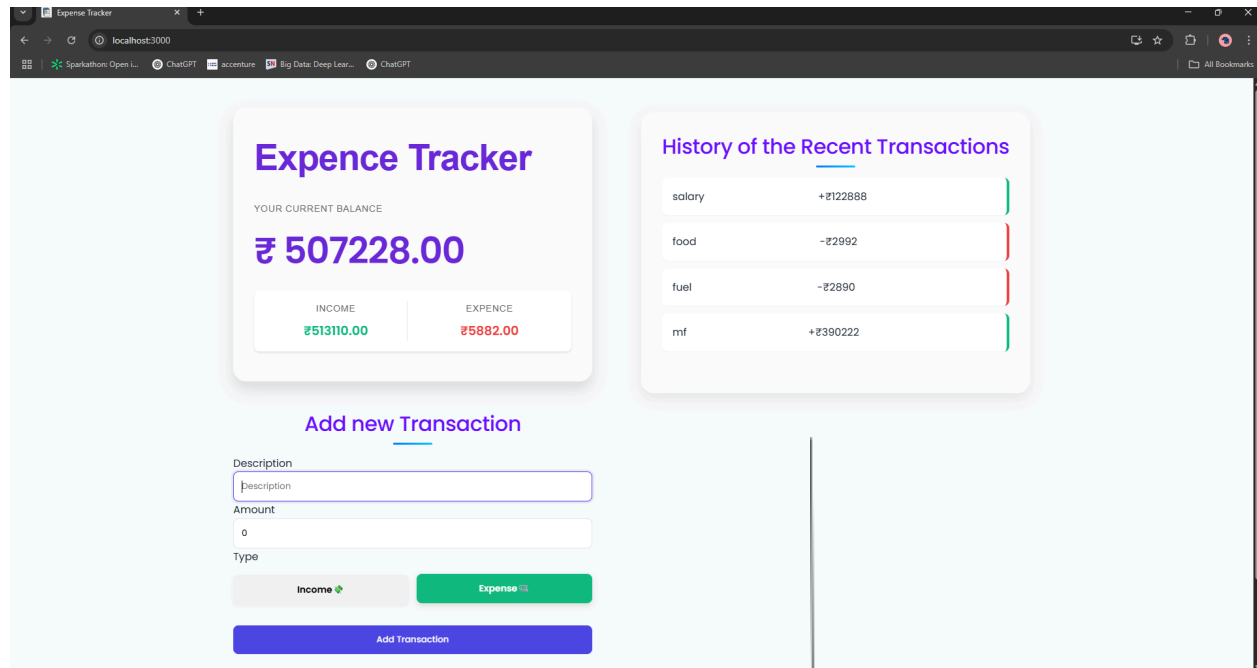 Expense Tracker
localhost:3000
Sparkathon: Open i...
ChatGPT
accenture
SN Big Data: Deep Lear...
ChatGPT
All Bookmarks
Expence Tracker
YOUR CURRENT BALANCE
₹ 507228.00
INCOME
EXPENCE
₹513110.00
₹5882.00
History of the Recent Transactions
salary +₹122888
food -₹2992
fuel -₹2890
mf +₹390222
Add new Transaction
Description
Description
Amount
0
Type
Income 💸
Expense
Add Transaction